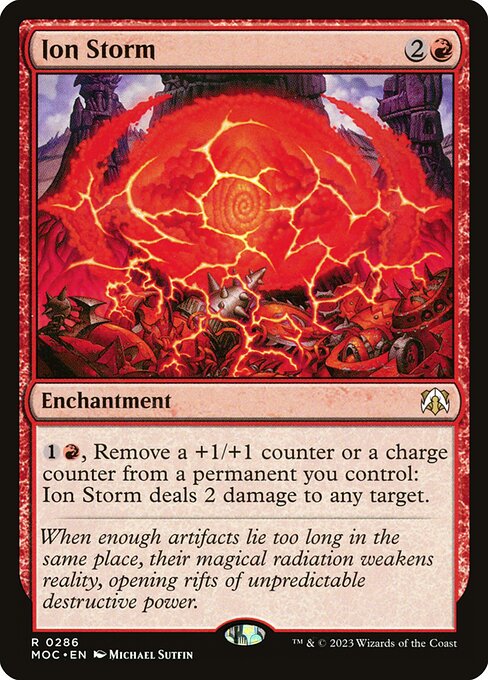 Ion Storm 2
Enchantment
1 , Remove a +1/+1 counter or a charge
counter from a permanent you control:
Ion Storm deals 2 damage to any target.
When enough artifacts lie too long in the
same place, their magical radiation weakens
reality, opening rifts of unpredictable
destructive power.
R 0286
MOC • EN Michael Sutfin
™ & © 2023 Wizards of the Coast